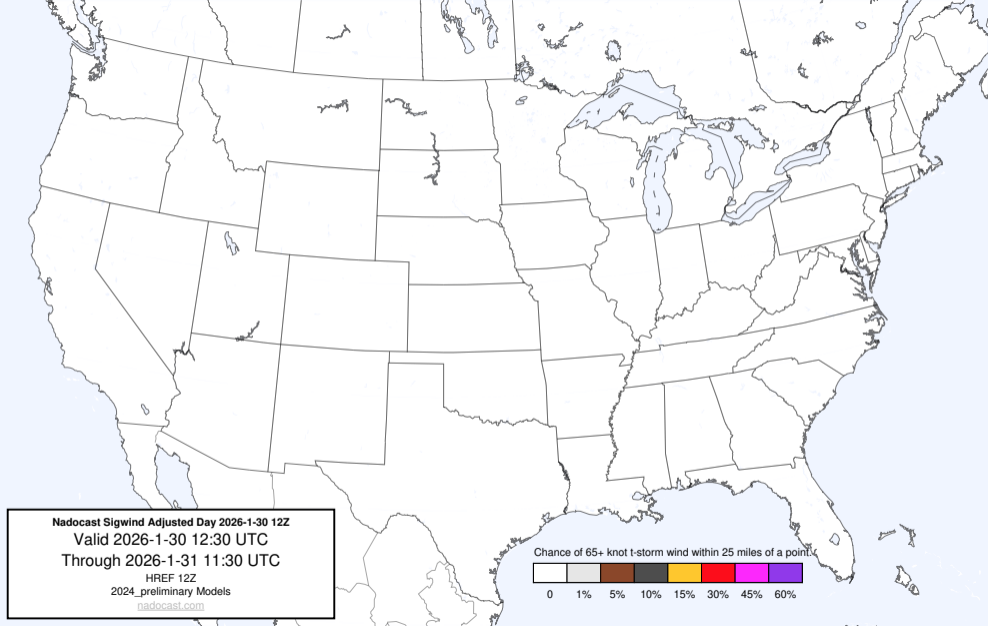 Nadocast Sigwind Adjusted Day 2026-1-30 12Z
Valid 2026-1-30 12:30 UTC
Through 2026-1-31 11:30 UTC
HREF 12Z
2024_preliminary Models
nadocast.com
Chance of 65+ knot t-storm wind within 25 miles of a point.
0 1% 5% 10% 15% 30% 45% 60%